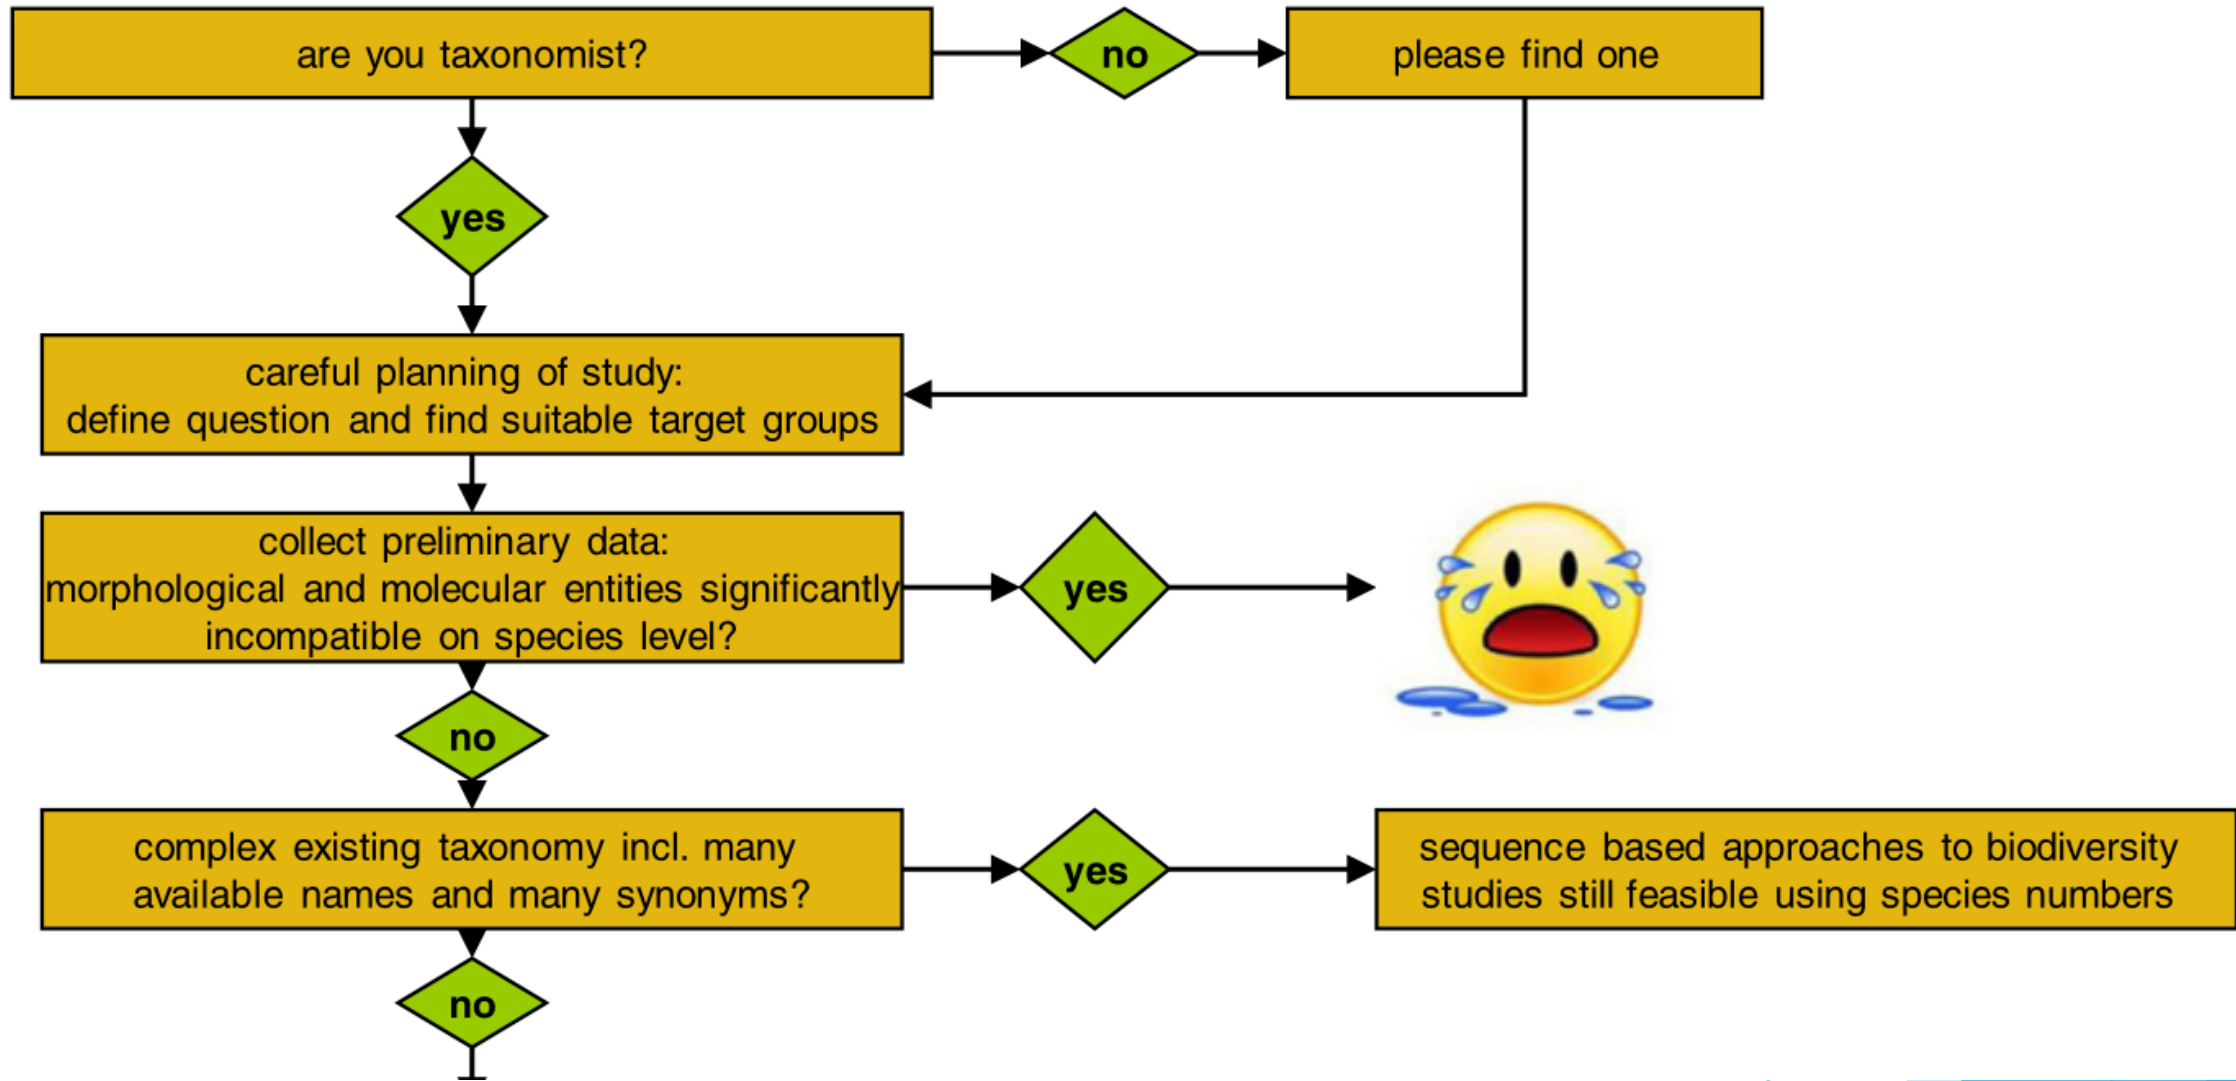 are you taxonomist?
no
please find one
yes
careful planning of study:
define question and find suitable target groups
collect preliminary data:
morphological and molecular entities significantly
incompatible on species level?
yes
no
complex existing taxonomy incl. many
available names and many synonyms?
yes
sequence based approaches to biodiversity
studies still feasible using species numbers
no